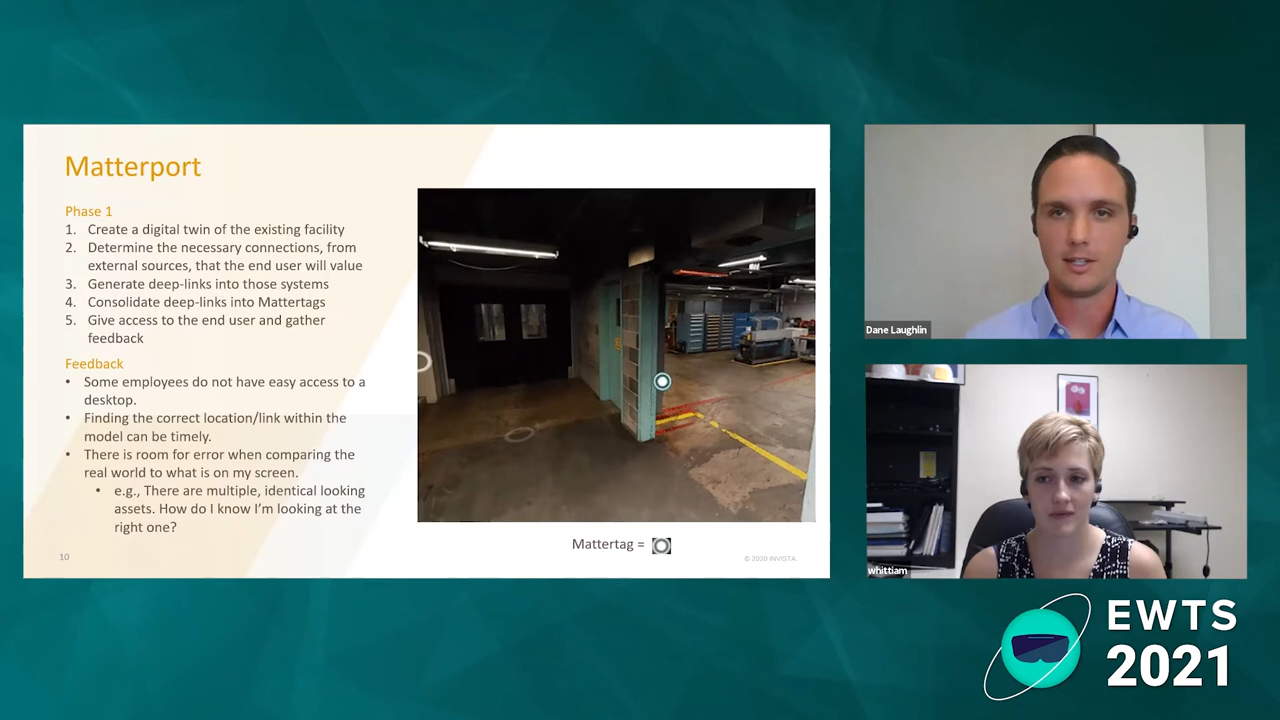 Matterport
Phase 1
1. Create a digital twin of the existing facility
2. Determine the necessary connections, from
external sources, that the end user will value
3. Generate deep-links into those systems
4. Consolidate deep-links into Mattertags
5. Give access to the end user and gather
feedback
Feedback
• Some employees do not have easy access to a
desktop.
• Finding the correct location/link within the
model can be timely.
• There is room for error when comparing the
real world to what is on my screen.
• e.g., There are multiple, identical looking
assets. How do I know I'm looking at the
right one?
Mattertag =
10
© 2020 INVISTA.
Dane Laughlin
whittiam
EWTS
2021